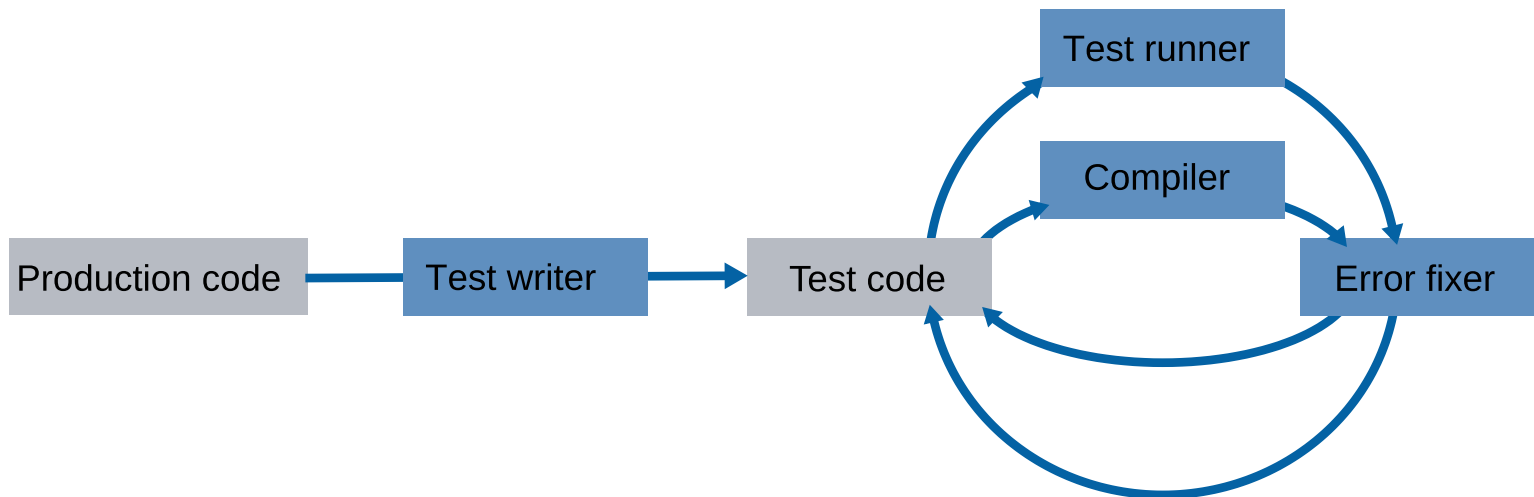 Test runner
Compiler
Production code
Test writer
Test code
Error fixer